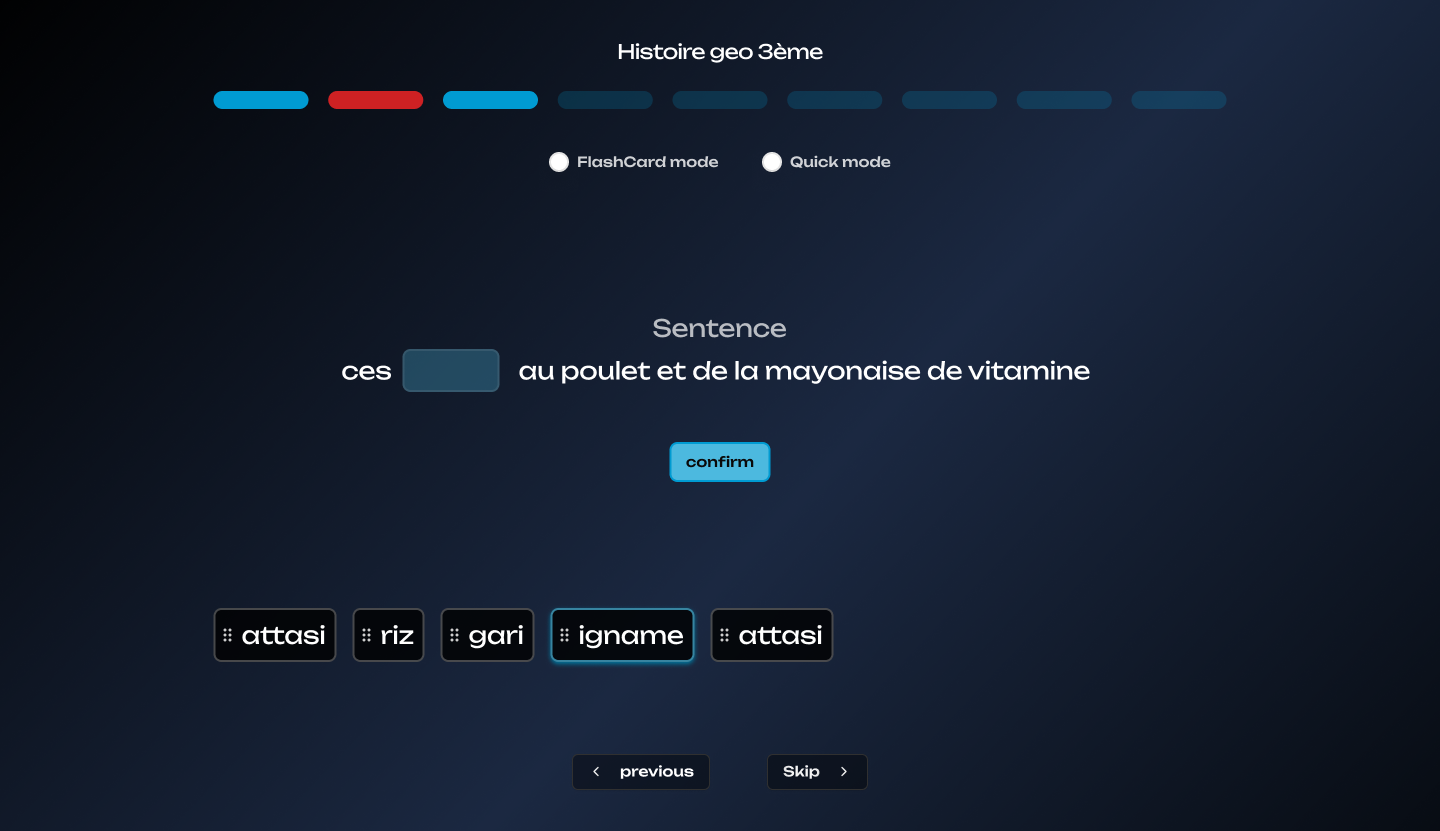 Histoire geo 3ème
FlashCard mode Quick mode
Sentence
ces au poulet et de la mayonaise de vitamine
confirm
attasi riz gari igname attasi
previous Skip